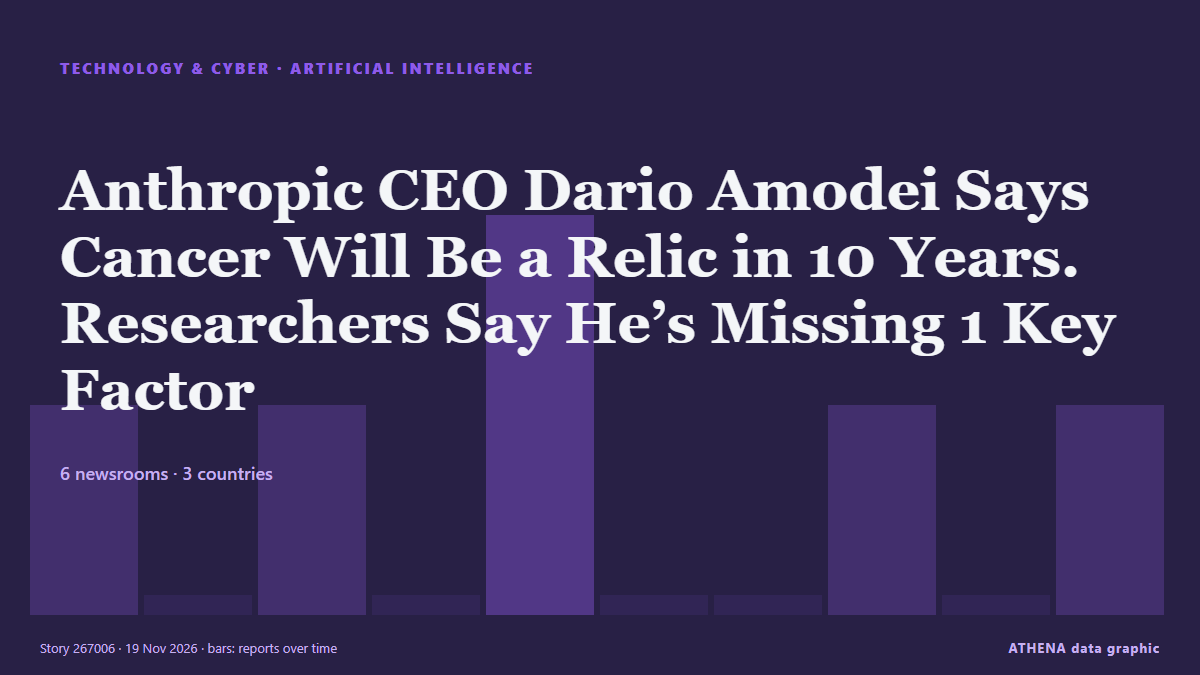 TECHNOLOGY & CYBER · ARTIFICIAL INTELLIGENCE
Anthropic CEO Dario Amodei Says
Cancer Will Be a Relic in 10 Years.
Researchers Say He’s Missing 1 Key
Factor
6 newsrooms · 3 countries
Story 267006 · 19 Nov 2026 · bars: reports over time
ATHENA data graphic